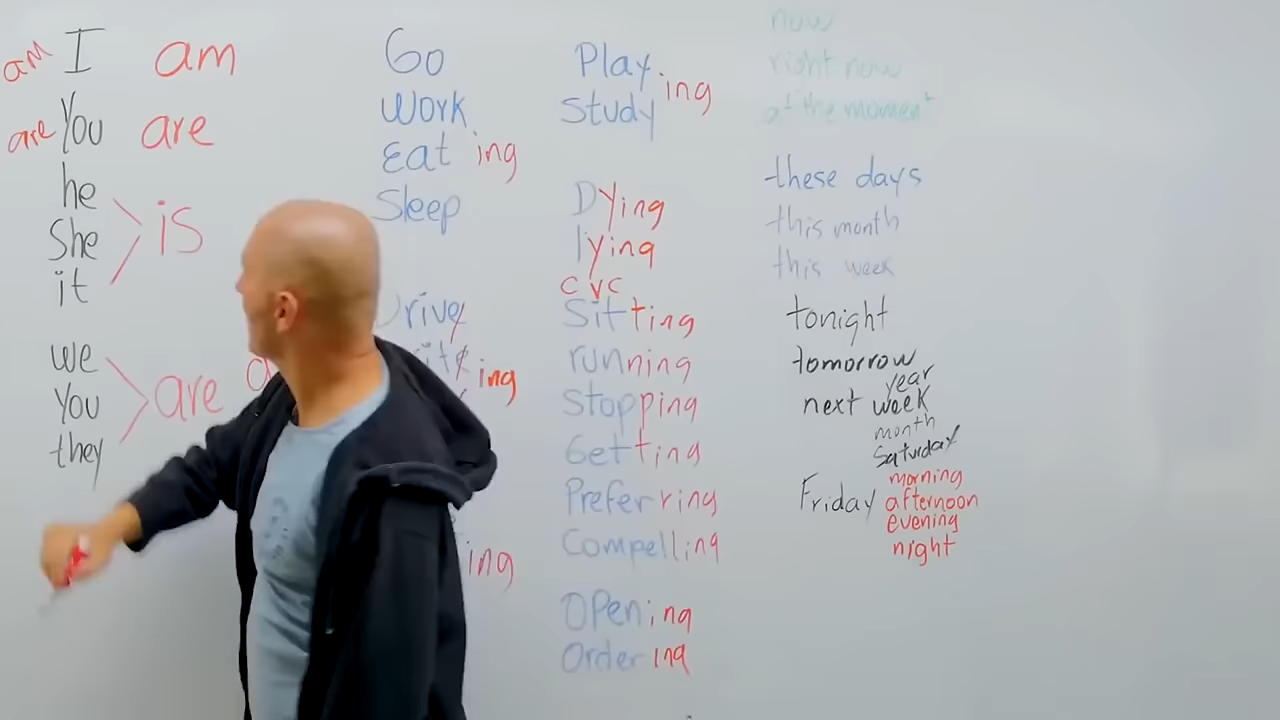 am I am
are You are
he
She is
it
we
You are
they
Go
Work
Eat ing
Sleep
ing
ing
Play ing
Study
Dying
lying
CVC
Sitting
running
Stopping
Getting
Preferring
Compelling
Opening
Ordering
now
right now
at the moment
these days
this month
this week
tonight
tomorrow
year
next week
month
Saturday
morning
Friday afternoon
evening
night